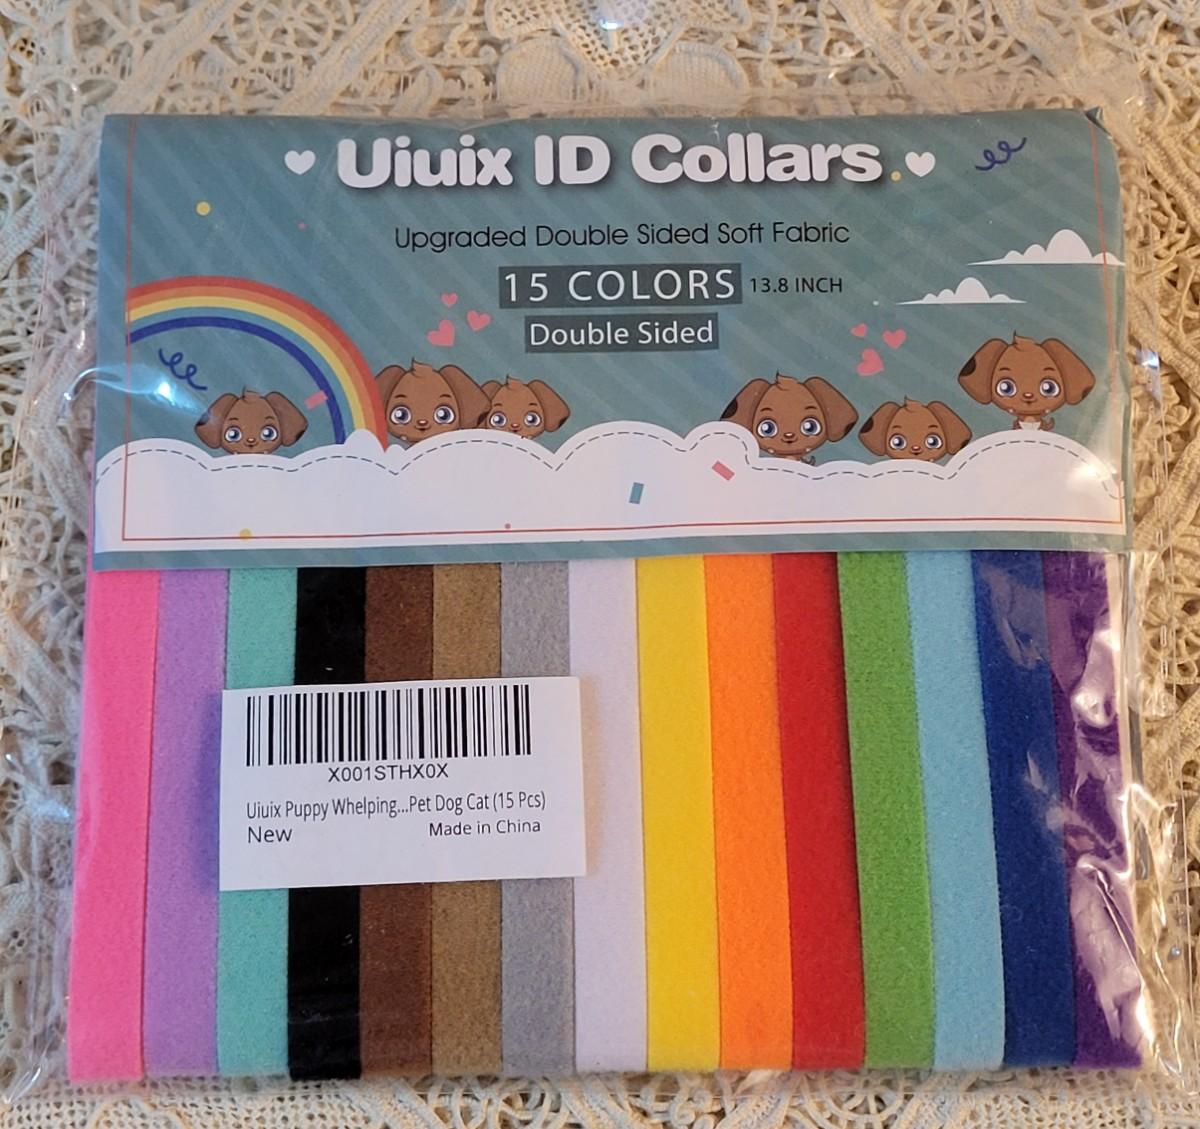 Uiuix ID Collars
Upgraded Double Sided Soft Fabric
15 COLORS 13.8 INCH
Double Sided
X001STHX0X
Uiuix Puppy Whelping...Pet Dog Cat (15 Pcs)
New Made in China